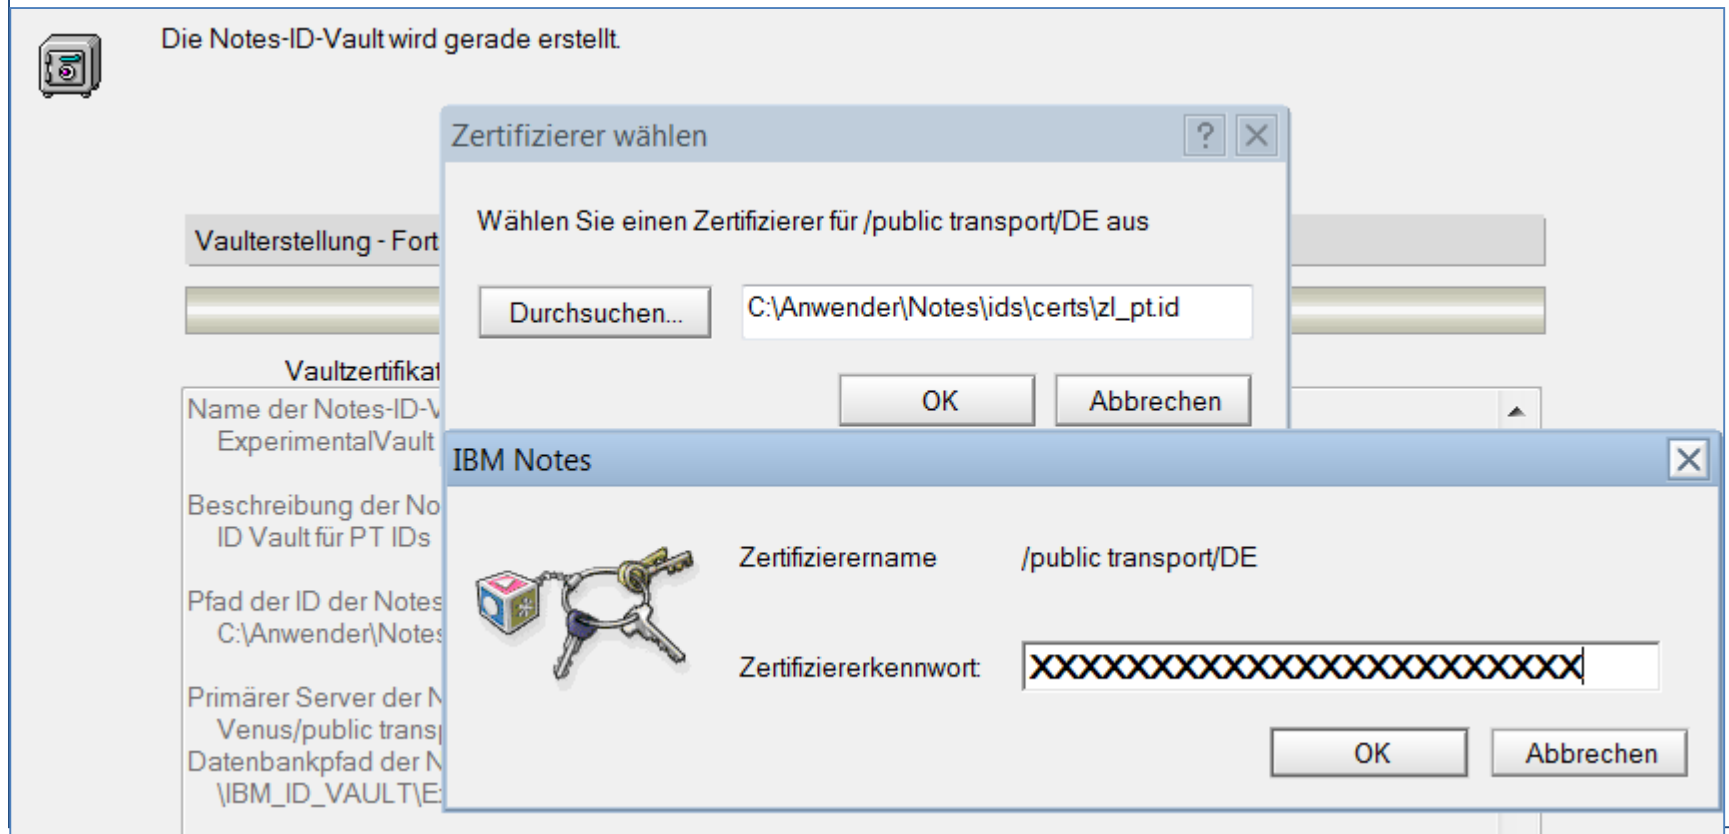 Die Notes-ID-Vault wird gerade erstellt.
Zertifizierer wählen
Wählen Sie einen Zertifizierer für /public transport/DE aus
Vaulterstellung - Fort
Durchsuchen...
C:\Anwender\Notes\ids\certs\zl_pt.id
Vaultzertifikat
OK
Abbrechen
Name der Notes-ID-V
ExperimentalVault
IBM Notes
Beschreibung der No
ID Vault für PT IDs
Zertifizierername
/public transport/DE
Pfad der ID der Notes
C:\Anwender\Notes
Zertifiziererkennwort:
XXXXXXXXXXXXXXXXXXXXXXX
Primärer Server der N
Venus/public transp
OK
Abbrechen
Datenbankpfad der N
\IBM_ID_VAULT\E